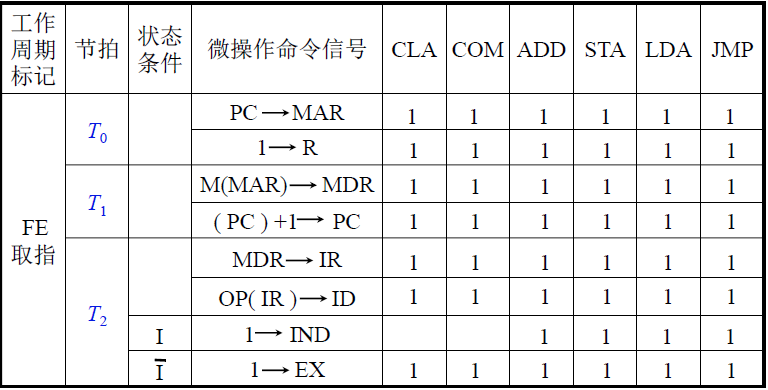 工作周期标记 节拍 状态条件 微操作命令信号 CLA COM ADD STA LDA JMP
FE 取指 T₀ PC→MAR 1 1 1 1 1 1
1→R 1 1 1 1 1 1
T₁ M(MAR)→MDR 1 1 1 1 1 1
( PC ) +1→ PC 1 1 1 1 1 1
T₂ MDR→IR 1 1 1 1 1 1
OP( IR )→ID 1 1 1 1 1 1
I 1→IND 1 1 1 1
I̅ 1→EX 1 1 1 1 1 1